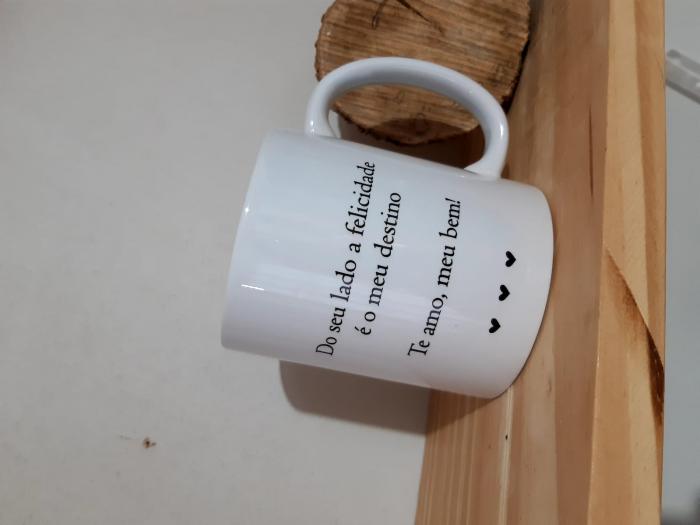 Do seu lado a felicidade
é o meu destino
Te amo, meu bem!